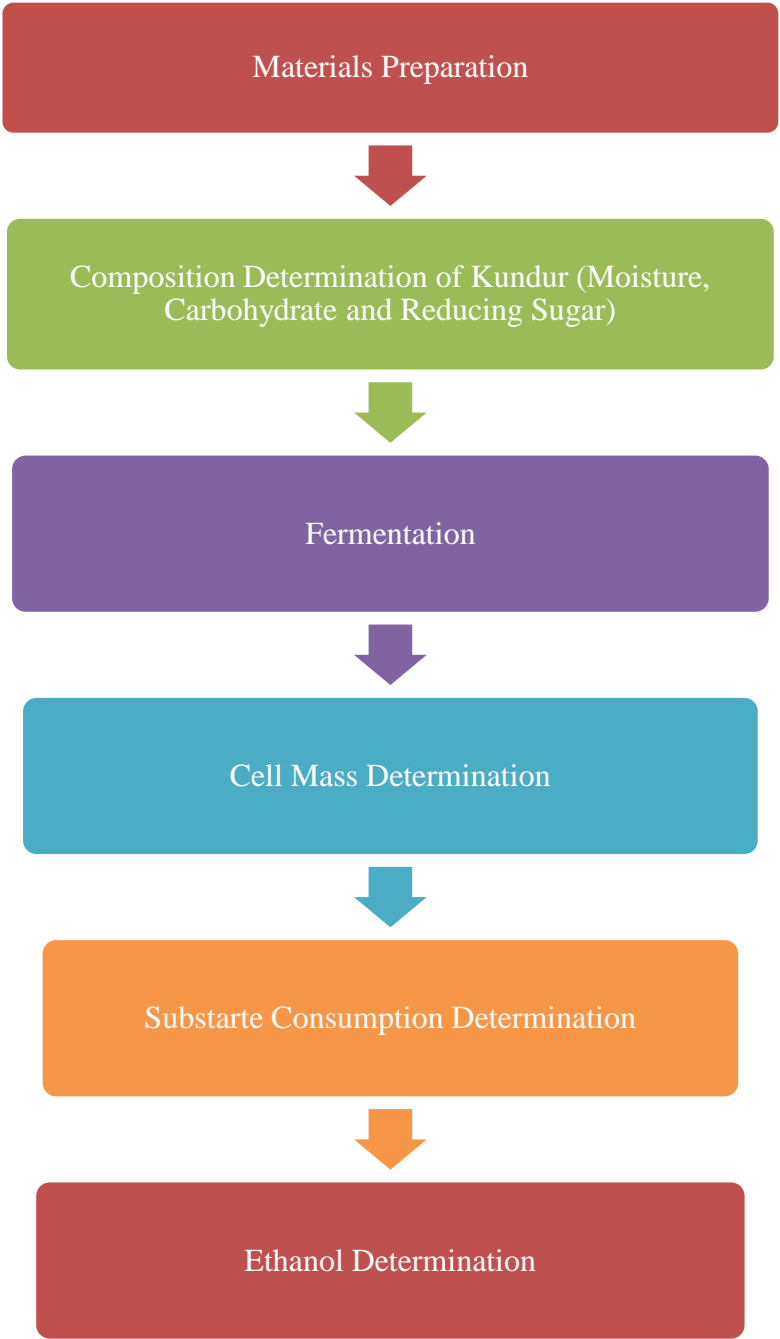 Materials Preparation
Composition Determination of Kundur (Moisture,
Carbohydrate and Reducing Sugar)
Fermentation
Cell Mass Determination
Substarte Consumption Determination
Ethanol Determination